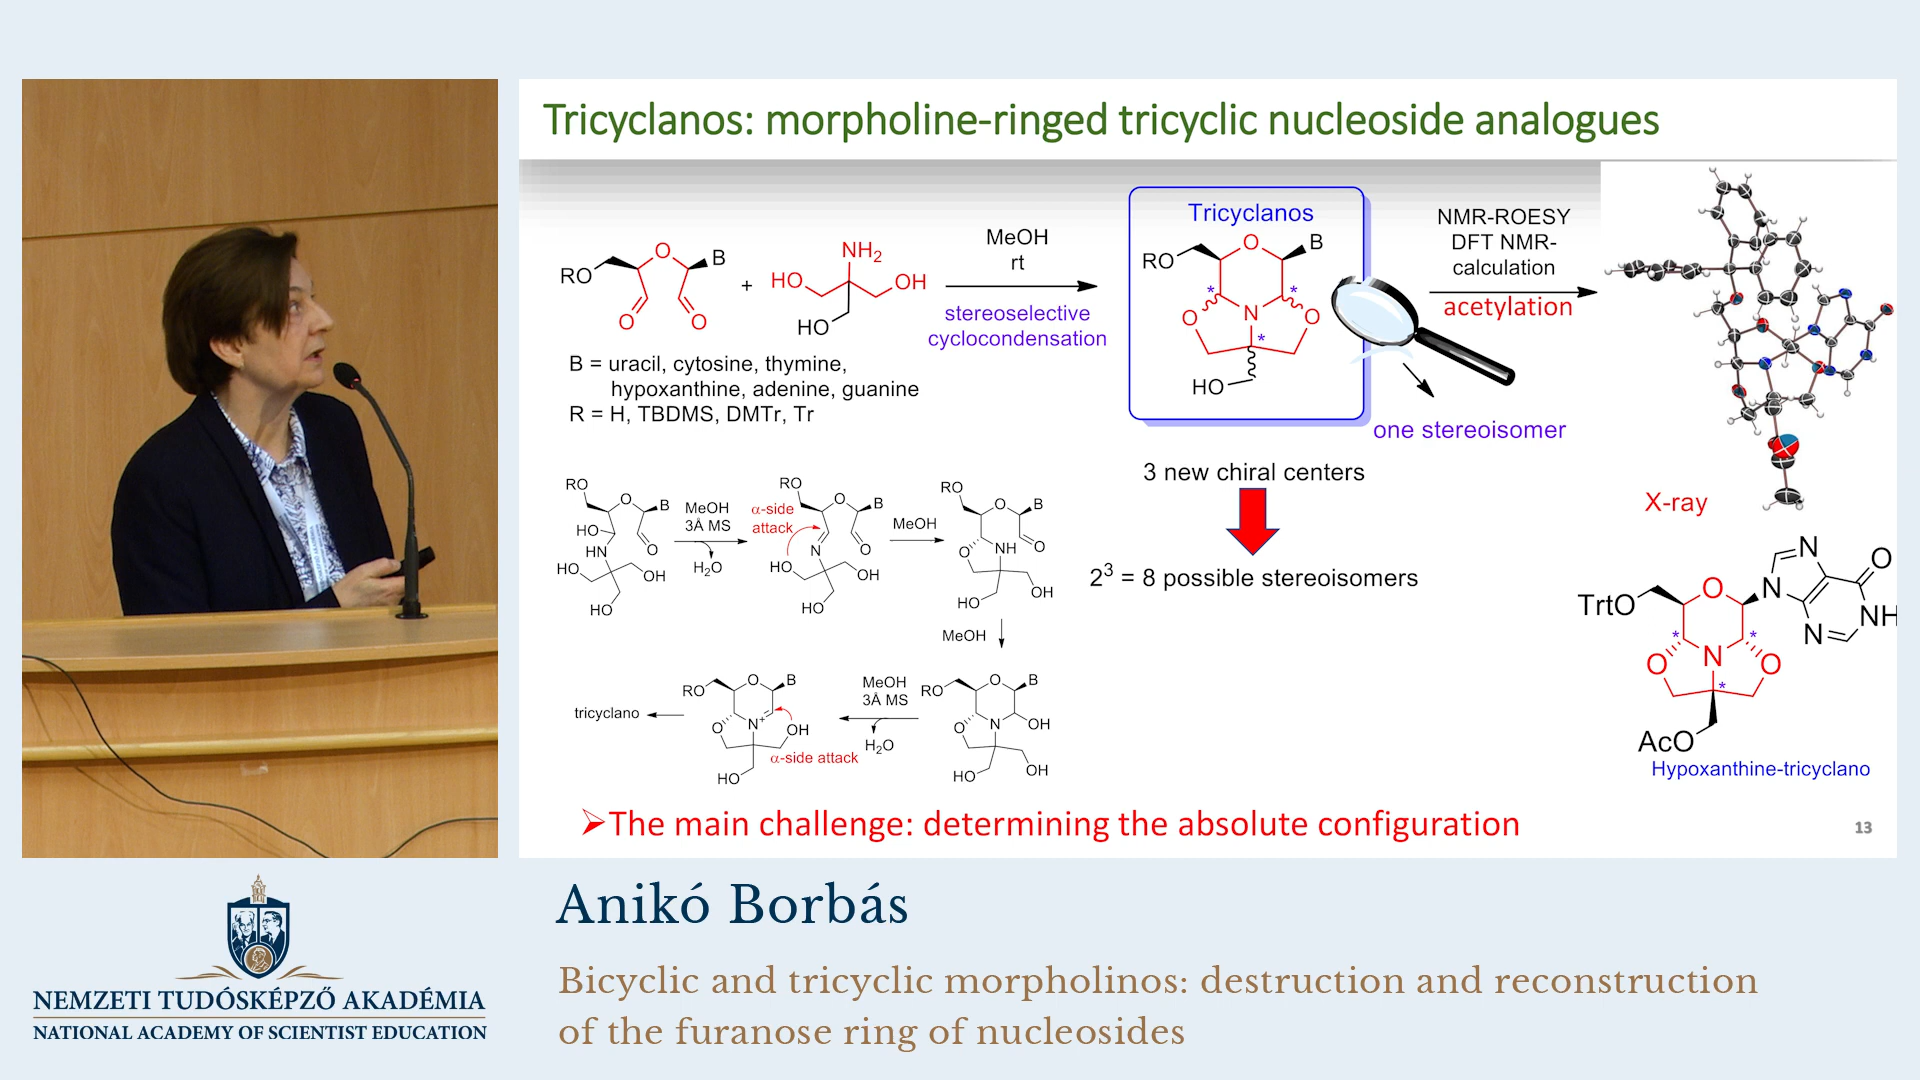 Tricyclanos: morpholine-ringed tricyclic nucleoside analogues
RO
O
B
O
O
+
NH2
HO
OH
HO
MeOH
rt
stereoselective
cyclocondensation
B = uracil, cytosine, thymine,
hypoxanthine, adenine, guanine
R = H, TBDMS, DMTr, Tr
Tricyclanos
RO
O
B
*
*
O
N
O
*
HO
NMR-ROESY
DFT NMR-
calculation
acetylation
one stereoisomer
3 new chiral centers
2³ = 8 possible stereoisomers
X-ray
RO
O
B
HO
HN
O
HO
OH
HO
MeOH
3Å MS
H2O
RO
α-side
attack
O
B
N
O
HO
OH
HO
MeOH
RO
O
B
O
NH
O
HO
OH
MeOH
RO
O
B
O
N
OH
HO
OH
MeOH
3Å MS
H2O
RO
O
B
O
N+
OH
α-side attack
HO
tricyclano
TrtO
O
N
N
O
NH
N
*
*
O
N
O
*
AcO
Hypoxanthine-tricyclano
➢The main challenge: determining the absolute configuration
13
Anikó Borbás
Bicyclic and tricyclic morpholinos: destruction and reconstruction
of the furanose ring of nucleosides
NEMZETI TUDÓSKÉPZŐ AKADÉMIA
NATIONAL ACADEMY OF SCIENTIST EDUCATION